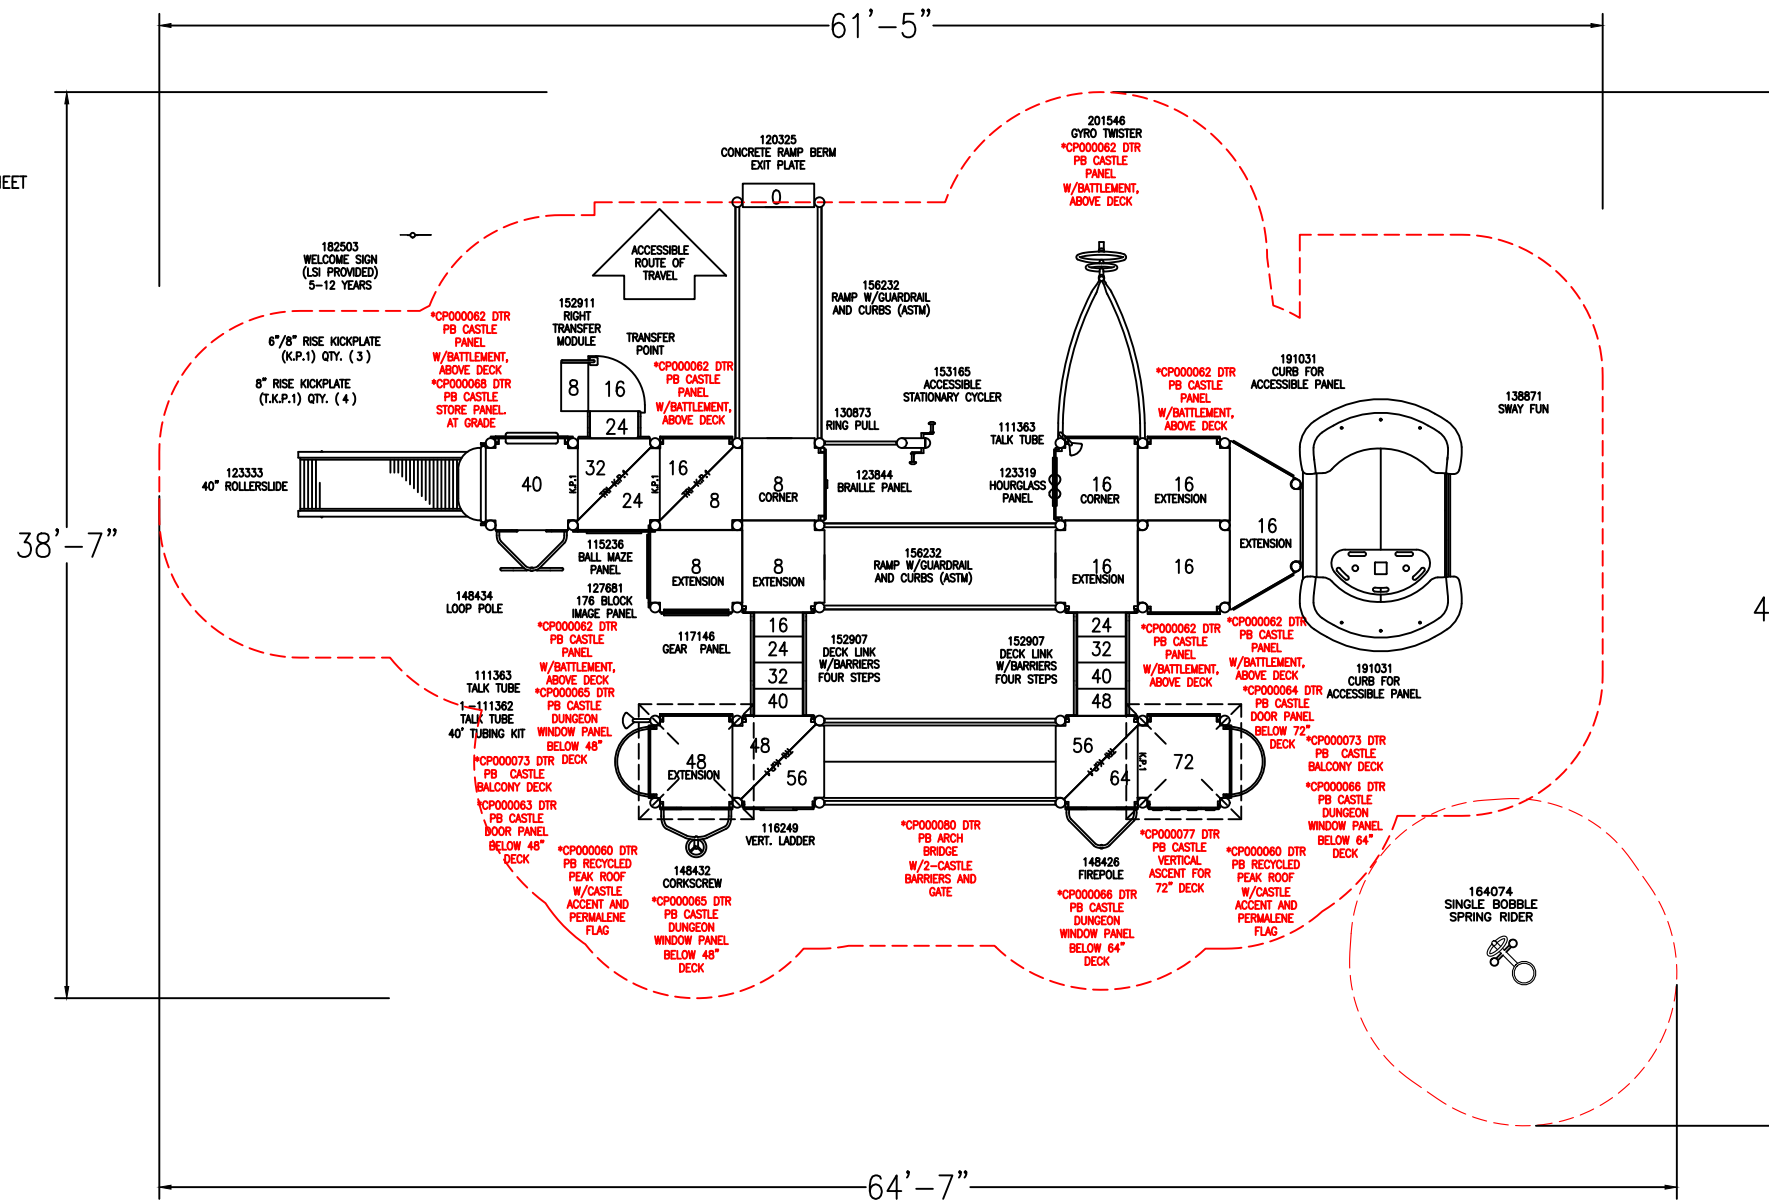 61'-5"
38'-7"
64'-7"
4
182503
WELCOME SIGN
(LSI PROVIDED)
5-12 YEARS
6"/8" RISE KICKPLATE
(K.P.1) QTY. ( 3 )
8" RISE KICKPLATE
(T.K.P.1) QTY. ( 4 )
123333
40" ROLLERSLIDE
*CP000062 DTR
PB CASTLE
PANEL
W/BATTLEMENT,
ABOVE DECK
*CP000068 DTR
PB CASTLE
STORE PANEL.
AT GRADE
152911
RIGHT
TRANSFER
MODULE
TRANSFER
POINT
*CP000062 DTR
PB CASTLE
PANEL
W/BATTLEMENT,
ABOVE DECK
ACCESSIBLE
ROUTE OF
TRAVEL
120325
CONCRETE RAMP BERM
EXIT PLATE
0
156232
RAMP W/GUARDRAIL
AND CURBS (ASTM)
153165
ACCESSIBLE
STATIONARY CYCLER
130873
RING PULL
123844
BRAILLE PANEL
201546
GYRO TWISTER
*CP000062 DTR
PB CASTLE
PANEL
W/BATTLEMENT,
ABOVE DECK
111363
TALK TUBE
123319
HOURGLASS
PANEL
*CP000062 DTR
PB CASTLE
PANEL
W/BATTLEMENT,
ABOVE DECK
191031
CURB FOR
ACCESSIBLE PANEL
138871
SWAY FUN
8
16
24
40
K.P.1
32
TRI-K.P.1
24
K.P.1
16
TRI-K.P.1
8
8
CORNER
16
CORNER
16
EXTENSION
16
EXTENSION
8
EXTENSION
8
EXTENSION
156232
RAMP W/GUARDRAIL
AND CURBS (ASTM)
16
EXTENSION
16
115236
BALL MAZE
PANEL
127681
176 BLOCK
IMAGE PANEL
148434
LOOP POLE
117146
GEAR PANEL
16
24
32
40
152907
DECK LINK
W/BARRIERS
FOUR STEPS
152907
DECK LINK
W/BARRIERS
FOUR STEPS
24
32
40
48
*CP000062 DTR
PB CASTLE
PANEL
W/BATTLEMENT,
ABOVE DECK
*CP000062 DTR
PB CASTLE
PANEL
W/BATTLEMENT,
ABOVE DECK
191031
CURB FOR
ACCESSIBLE PANEL
*CP000062 DTR
PB CASTLE
PANEL
W/BATTLEMENT,
ABOVE DECK
*CP000065 DTR
PB CASTLE
DUNGEON
WINDOW PANEL
BELOW 48"
DECK
111363
TALK TUBE
1-111362
TALK TUBE
40' TUBING KIT
*CP000073 DTR
PB CASTLE
BALCONY DECK
*CP000063 DTR
PB CASTLE
DOOR PANEL
BELOW 48"
DECK
48
EXTENSION
48
TRI-K.P.1
56
56
TRI-K.P.1
64
K.P.1
72
*CP000064 DTR
PB CASTLE
DOOR PANEL
BELOW 72"
DECK
*CP000073 DTR
PB CASTLE
BALCONY DECK
*CP000066 DTR
PB CASTLE
DUNGEON
WINDOW PANEL
BELOW 64"
DECK
*CP000060 DTR
PB RECYCLED
PEAK ROOF
W/CASTLE
ACCENT AND
PERMALENE
FLAG
148432
CORKSCREW
*CP000065 DTR
PB CASTLE
DUNGEON
WINDOW PANEL
BELOW 48"
DECK
116249
VERT. LADDER
*CP000080 DTR
PB ARCH
BRIDGE
W/2-CASTLE
BARRIERS AND
GATE
148426
FIREPOLE
*CP000066 DTR
PB CASTLE
DUNGEON
WINDOW PANEL
BELOW 64"
DECK
*CP000077 DTR
PB CASTLE
VERTICAL
ASCENT FOR
72" DECK
*CP000060 DTR
PB RECYCLED
PEAK ROOF
W/CASTLE
ACCENT AND
PERMALENE
FLAG
164074
SINGLE BOBBLE
SPRING RIDER